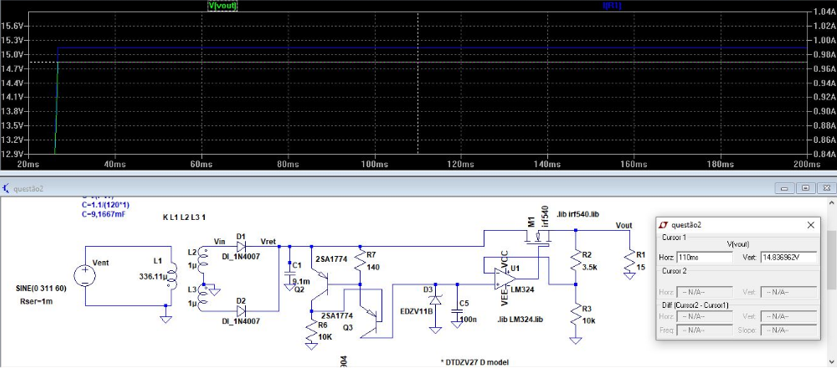 V(vout)
I(R1)
15.6V
15.3V
15.0V
14.7V
14.4V
14.1V
13.8V
13.5V
13.2V
12.9V
1.04A
1.02A
1.00A
0.98A
0.96A
0.94A
0.92A
0.90A
0.88A
0.86A
0.84A
20ms
40ms
60ms
80ms
100ms
120ms
140ms
160ms
180ms
200ms
questão2
C=1.1/(120*1)
C=9,1667mF
K L1 L2 L3 1
Vent
SINE(0 311 60)
Rser=1m
L1
336.11µ
L2
1µ
L3
1µ
Vin
D1
DI_1N4007
D2
DI_1N4007
Vret
C1
9.1m
Q2
2SA1774
R7
140
2SA1774
R6
10K
Q3
D3
EDZV11B
C5
100n
U1
VCC
VEE
LM324
.lib LM324.lib
M1
irf540
.lib irf540.lib
Vout
R2
3.5k
R3
10k
R1
15
* DTDZV27 D model
questão2
Cursor 1
V(vout)
Horz: 110ms Vert: 14.836962V
Cursor 2
Horz: -- N/A-- Vert: -- N/A--
Diff (Cursor2 - Cursor1)
Horz: -- N/A-- Vert: -- N/A--
Freq: -- N/A-- Slope: -- N/A--